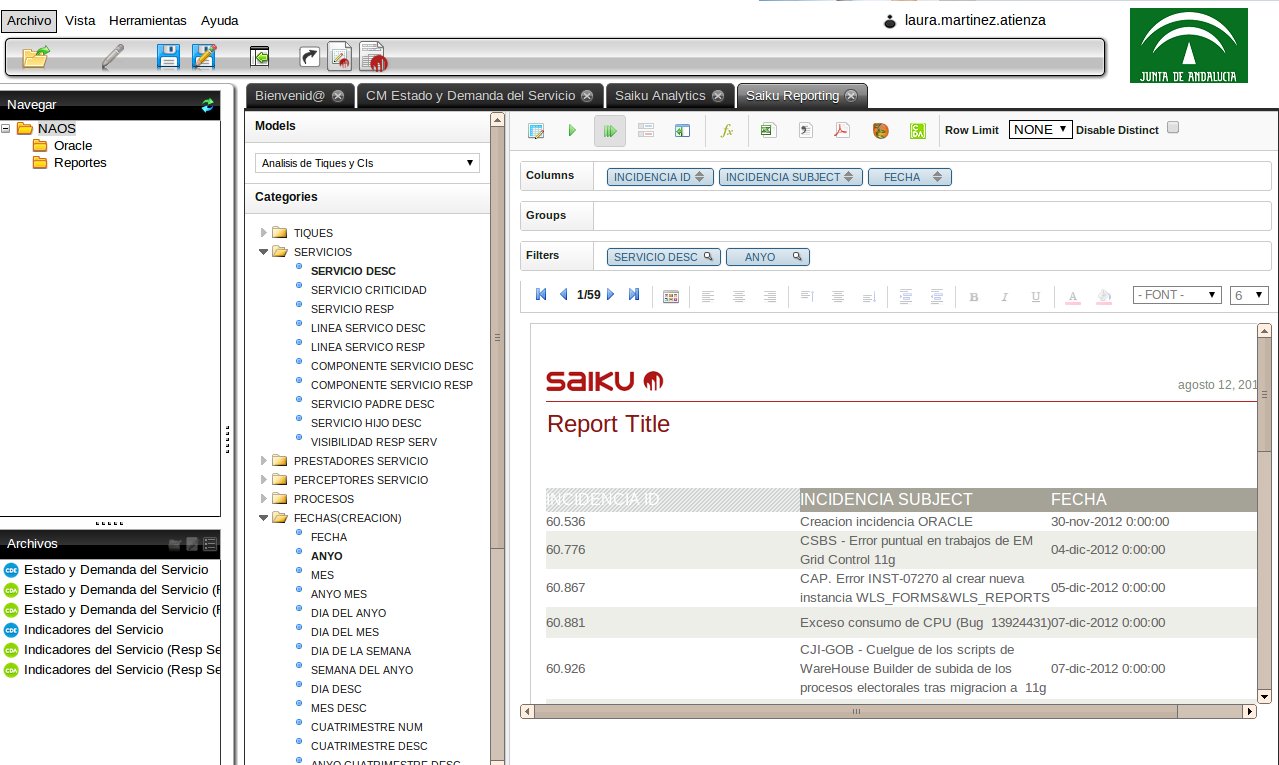 Archivo Vista Herramientas Ayuda
laura.martinez.atienza
JUNTA DE ANDALUCIA
Navegar
NAOS
Oracle
Reportes
Archivos
CDE Estado y Demanda del Servicio
CDA Estado y Demanda del Servicio (
CDA Estado y Demanda del Servicio (
CDE Indicadores del Servicio
CDA Indicadores del Servicio (Resp Se
CDA Indicadores del Servicio (Resp Se
Bienvenid@ CM Estado y Demanda del Servicio Saiku Analytics Saiku Reporting
Models
Analisis de Tiques y CIs
Categories
TIQUES
SERVICIOS
SERVICIO DESC
SERVICIO CRITICIDAD
SERVICIO RESP
LINEA SERVICO DESC
LINEA SERVICO RESP
COMPONENTE SERVICIO DESC
COMPONENTE SERVICIO RESP
SERVICIO PADRE DESC
SERVICIO HIJO DESC
VISIBILIDAD RESP SERV
PRESTADORES SERVICIO
PERCEPTORES SERVICIO
PROCESOS
FECHAS(CREACION)
FECHA
ANYO
MES
ANYO MES
DIA DEL ANYO
DIA DEL MES
DIA DE LA SEMANA
SEMANA DEL ANYO
DIA DESC
MES DESC
CUATRIMESTRE NUM
CUATRIMESTRE DESC
ANYO CUATRIMESTRE DESC
fx CDA Row Limit NONE Disable Distinct
Columns INCIDENCIA ID INCIDENCIA SUBJECT FECHA
Groups
Filters SERVICIO DESC ANYO
1/59 B I U A - FONT - 6
saiku
agosto 12, 201
Report Title
INCIDENCIA ID INCIDENCIA SUBJECT FECHA
60.536 Creacion incidencia ORACLE 30-nov-2012 0:00:00
60.776 CSBS - Error puntual en trabajos de EM Grid Control 11g 04-dic-2012 0:00:00
60.867 CAP. Error INST-07270 al crear nueva instancia WLS_FORMS&WLS_REPORTS 05-dic-2012 0:00:00
60.881 Exceso consumo de CPU (Bug 13924431) 07-dic-2012 0:00:00
60.926 CJI-GOB - Cuelgue de los scripts de WareHouse Builder de subida de los procesos electorales tras migracion a 11g 07-dic-2012 0:00:00